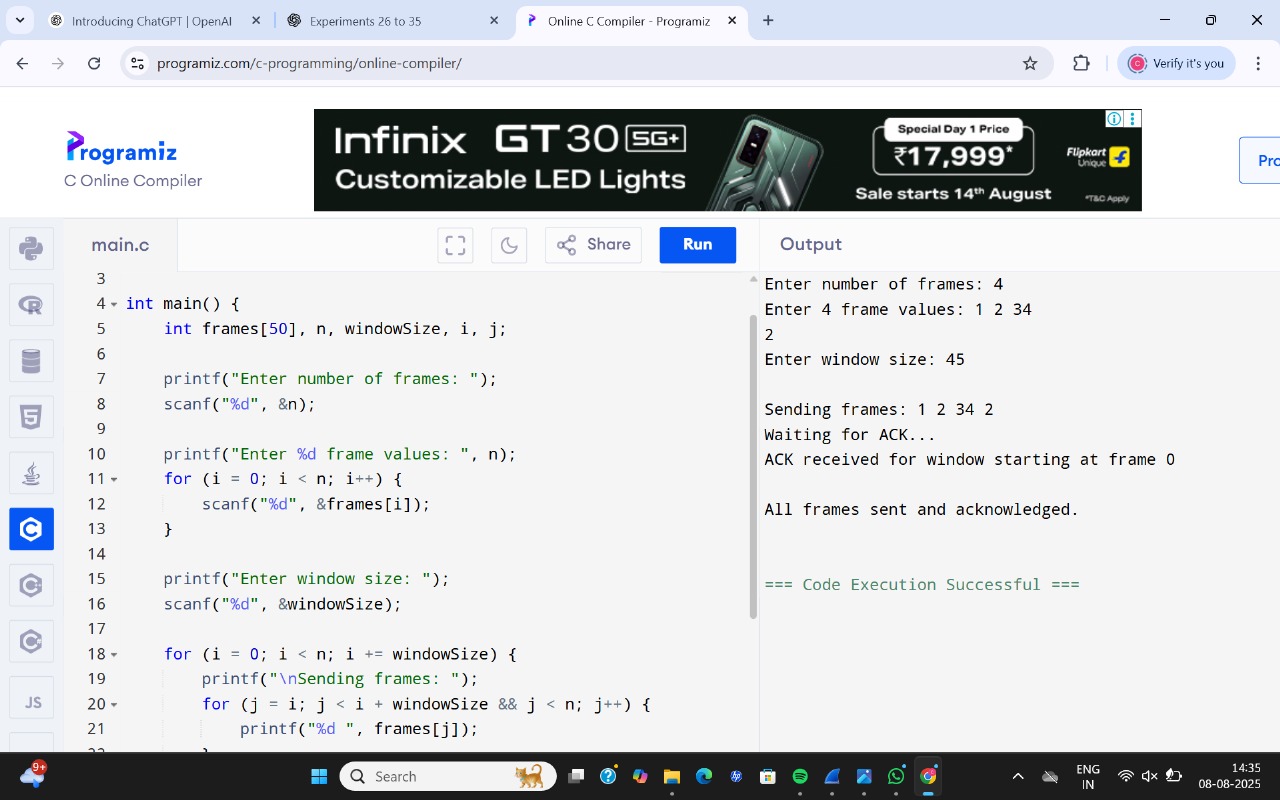 Introducing ChatGPT | OpenAI
Experiments 26 to 35
Online C Compiler - Programiz
programiz.com/c-programming/online-compiler/
Verify it's you
Programiz
C Online Compiler
Infinix GT 30 5G+
Customizable LED Lights
Special Day 1 Price
₹17,999*
Sale starts 14th August
Flipkart
Unique
*T&C Apply
Pro
main.c
Share
Run
Output
3
4 int main() {
5 int frames[50], n, windowSize, i, j;
6
7 printf("Enter number of frames: ");
8 scanf("%d", &n);
9
10 printf("Enter %d frame values: ", n);
11 for (i = 0; i < n; i++) {
12 scanf("%d", &frames[i]);
13 }
14
15 printf("Enter window size: ");
16 scanf("%d", &windowSize);
17
18 for (i = 0; i < n; i += windowSize) {
19 printf("\nSending frames: ");
20 for (j = i; j < i + windowSize && j < n; j++) {
21 printf("%d ", frames[j]);
Enter number of frames: 4
Enter 4 frame values: 1 2 34
2
Enter window size: 45
Sending frames: 1 2 34 2
Waiting for ACK...
ACK received for window starting at frame 0
All frames sent and acknowledged.
=== Code Execution Successful ===
JS
9+
Search
ENG
IN
14:35
08-08-2025